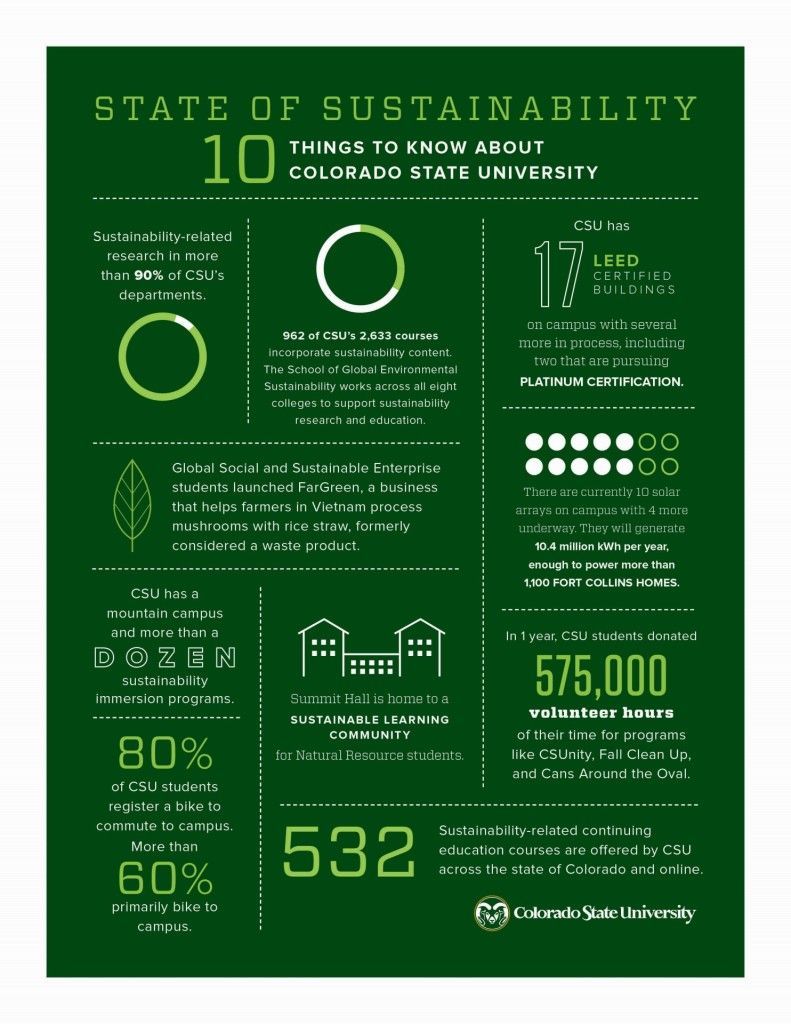 STATE OF SUSTAINABILITY
10 THINGS TO KNOW ABOUT
COLORADO STATE UNIVERSITY
Sustainability-related
research in more
than 90% of CSU's
departments.
962 of CSU's 2,633 courses
incorporate sustainability content.
The School of Global Environmental
Sustainability works across all eight
colleges to support sustainability
research and education.
CSU has
17 LEED
CERTIFIED
BUILDINGS
on campus with several
more in process, including
two that are pursuing
PLATINUM CERTIFICATION.
Global Social and Sustainable Enterprise
students launched FarGreen, a business
that helps farmers in Vietnam process
mushrooms with rice straw, formerly
considered a waste product.
There are currently 10 solar
arrays on campus with 4 more
underway. They will generate
10.4 million kWh per year,
enough to power more than
1,100 FORT COLLINS HOMES.
CSU has a
mountain campus
and more than a
DOZEN
sustainability
immersion programs.
Summit Hall is home to a
SUSTAINABLE LEARNING
COMMUNITY
for Natural Resource students.
In 1 year, CSU students donated
575,000
volunteer hours
of their time for programs
like CSUnity, Fall Clean Up,
and Cans Around the Oval.
80%
of CSU students
register a bike to
commute to campus.
More than
60%
primarily bike to
campus.
532
Sustainability-related continuing
education courses are offered by CSU
across the state of Colorado and online.
Colorado State University